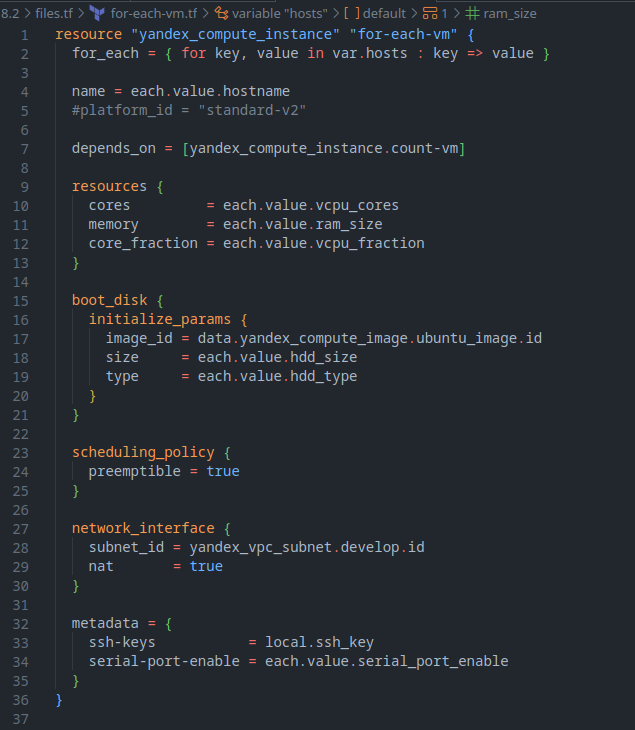 8.2 > files.tf > for-each-vm.tf > variable "hosts" > [ ] default > 1 > ram_size
1 resource "yandex_compute_instance" "for-each-vm" {
2   for_each = { for key, value in var.hosts : key => value }
3
4   name = each.value.hostname
5   #platform_id = "standard-v2"
6
7   depends_on = [yandex_compute_instance.count-vm]
8
9   resources {
10     cores         = each.value.vcpu_cores
11     memory        = each.value.ram_size
12     core_fraction = each.value.vcpu_fraction
13   }
14
15   boot_disk {
16     initialize_params {
17       image_id = data.yandex_compute_image.ubuntu_image.id
18       size     = each.value.hdd_size
19       type     = each.value.hdd_type
20     }
21   }
22
23   scheduling_policy {
24     preemptible = true
25   }
26
27   network_interface {
28     subnet_id = yandex_vpc_subnet.develop.id
29     nat       = true
30   }
31
32   metadata = {
33     ssh-keys           = local.ssh_key
34     serial-port-enable = each.value.serial_port_enable
35   }
36 }
37